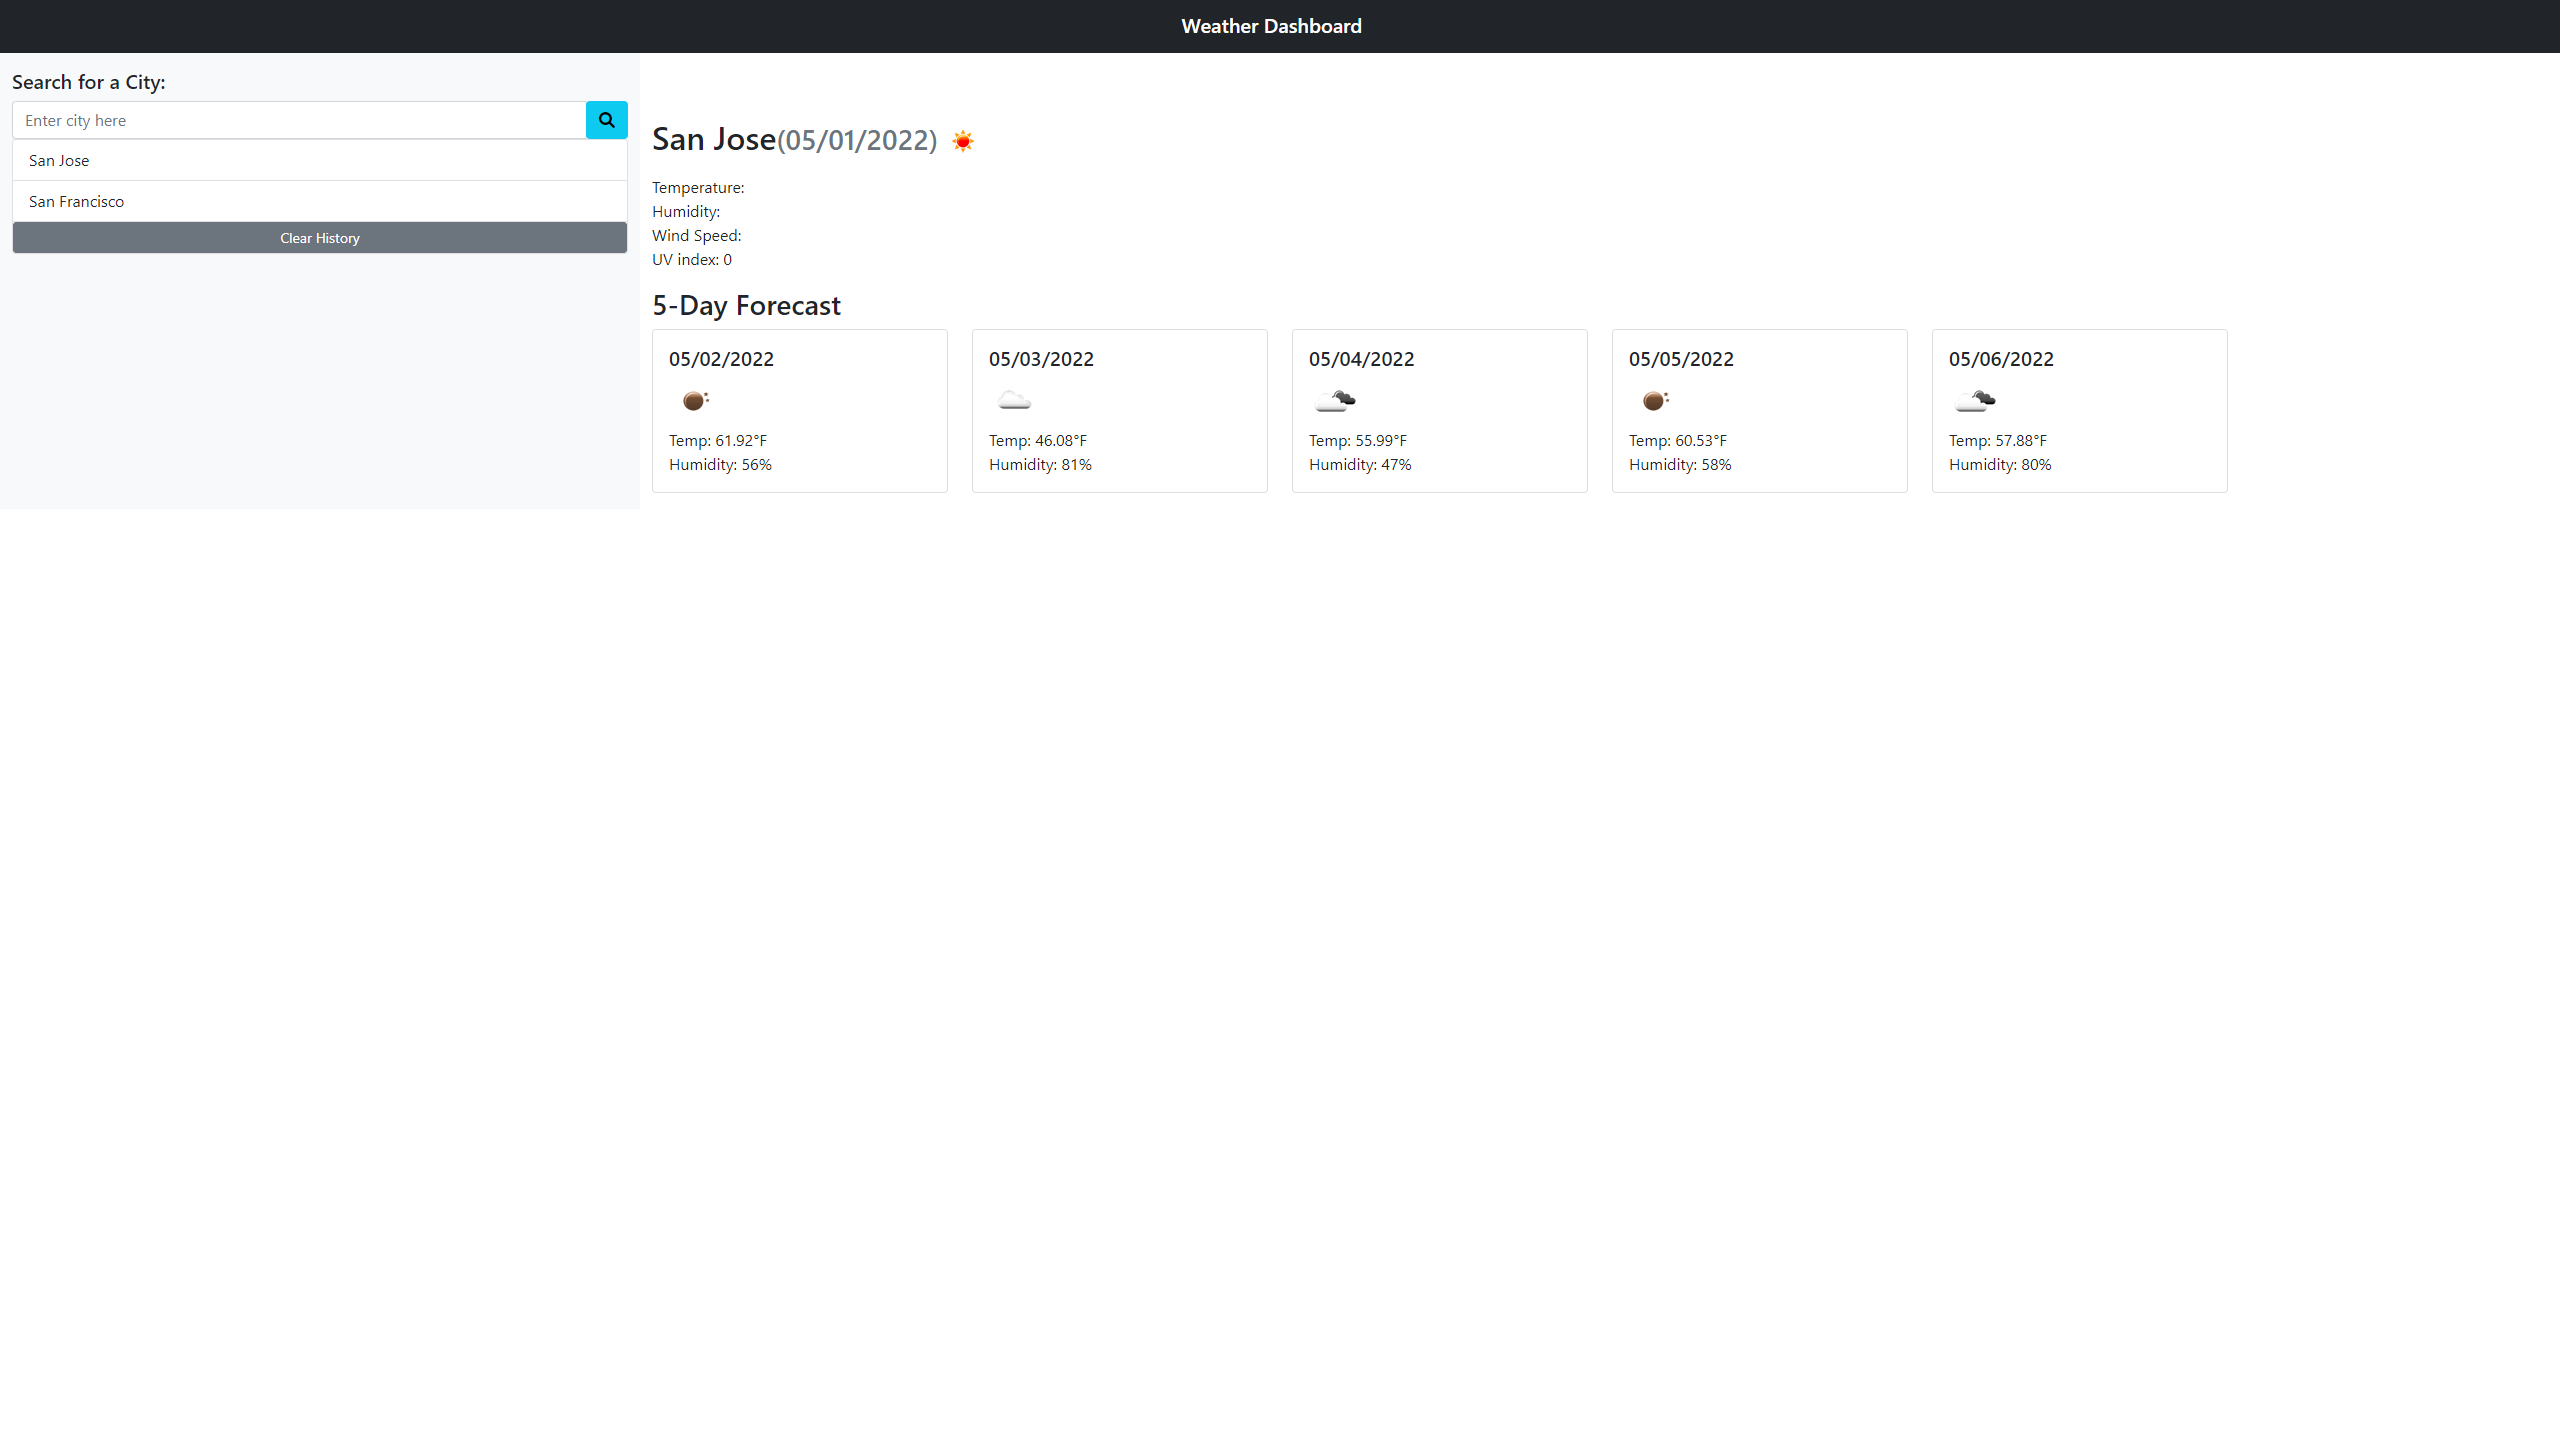 Weather Dashboard
Search for a City:
Enter city here
San Jose
San Francisco
Clear History
San Jose(05/01/2022)
Temperature:
Humidity:
Wind Speed:
UV index: 0
5-Day Forecast
05/02/2022
Temp: 61.92°F
Humidity: 56%
05/03/2022
Temp: 46.08°F
Humidity: 81%
05/04/2022
Temp: 55.99°F
Humidity: 47%
05/05/2022
Temp: 60.53°F
Humidity: 58%
05/06/2022
Temp: 57.88°F
Humidity: 80%